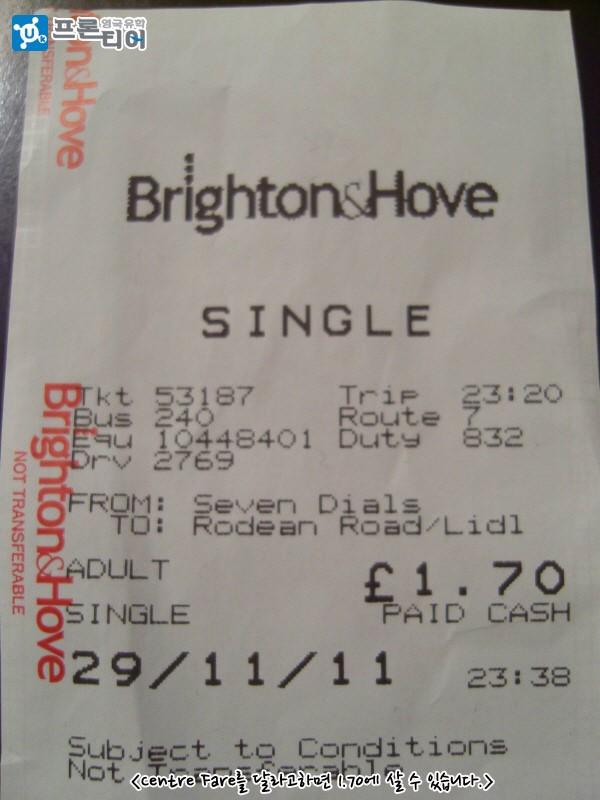 uk 프론티어 영국유학
on&Hove
SFERABLE
Brighton&Hove
SINGLE
Tkt 53187 Trip 23:20
Bus 240 Route 7
Equ 10448401 Duty 832
Drv 2769
FROM: Seven Dials
TO: Rodean Road/Lidl
ADULT £1.70
SINGLE PAID CASH
29/11/11 23:38
Subject to Conditions
Not Transferable
Brighton&Hove
NOT TRANSFERABLE
<Centre Fare를 달라고하면 1.70에 살 수 있습니다.>